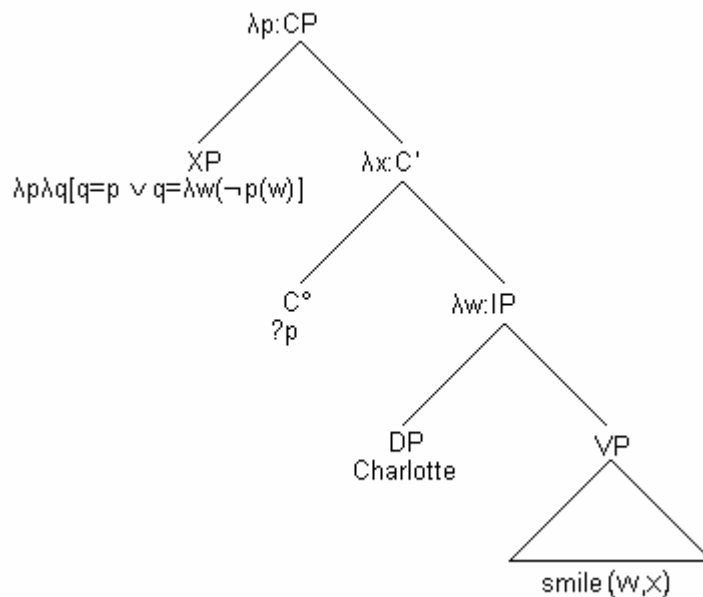 λp:CP
XP
λpλq[q=p ∨ q=λw(¬p(w)]
λx:C'
C°
?p
λw:IP
DP
Charlotte
VP
smile (w,x)